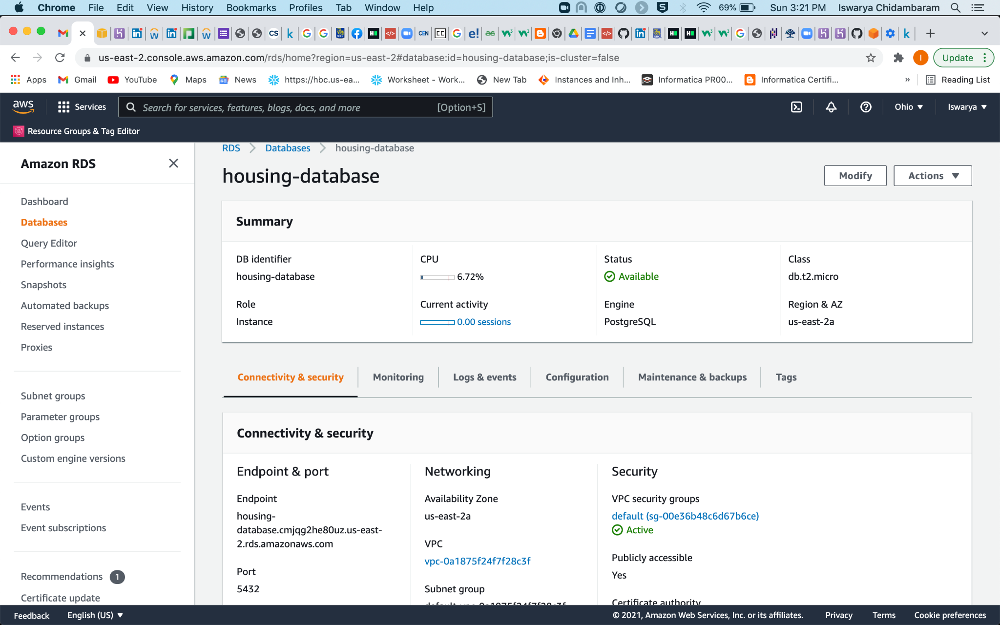 Chrome File Edit View History Bookmarks Profiles Tab Window Help 69% Sun 3:21 PM Iswarya Chidambaram
us-east-2.console.aws.amazon.com/rds/home?region=us-east-2#database:id=housing-database;is-cluster=false Update
Apps Gmail YouTube Maps News https://hbc.us-ea... Worksheet - Work... New Tab Instances and Inh... Informatica PR00... Informatica Certifi... » Reading List
aws Services Search for services, features, blogs, docs, and more [Option+S] Ohio Iswarya
Resource Groups & Tag Editor
Amazon RDS
Dashboard
Databases
Query Editor
Performance insights
Snapshots
Automated backups
Reserved instances
Proxies
Subnet groups
Parameter groups
Option groups
Custom engine versions
Events
Event subscriptions
Recommendations 1
Certificate update
RDS Databases housing-database
housing-database
Modify Actions
Summary
DB identifier
housing-database
CPU
6.72%
Status
Available
Class
db.t2.micro
Role
Instance
Current activity
0.00 sessions
Engine
PostgreSQL
Region & AZ
us-east-2a
Connectivity & security Monitoring Logs & events Configuration Maintenance & backups Tags
Connectivity & security
Endpoint & port
Endpoint
housing-
database.cmjqg2he80uz.us-east-
2.rds.amazonaws.com
Port
5432
Networking
Availability Zone
us-east-2a
VPC
vpc-0a1875f24f7f28c3f
Subnet group
default-vpc-0a1875f24f7f28c3f
Security
VPC security groups
default (sg-00e36b48c6d67b6ce)
Active
Publicly accessible
Yes
Certificate authority
Feedback English (US) © 2021, Amazon Web Services, Inc. or its affiliates. Privacy Terms Cookie preferences